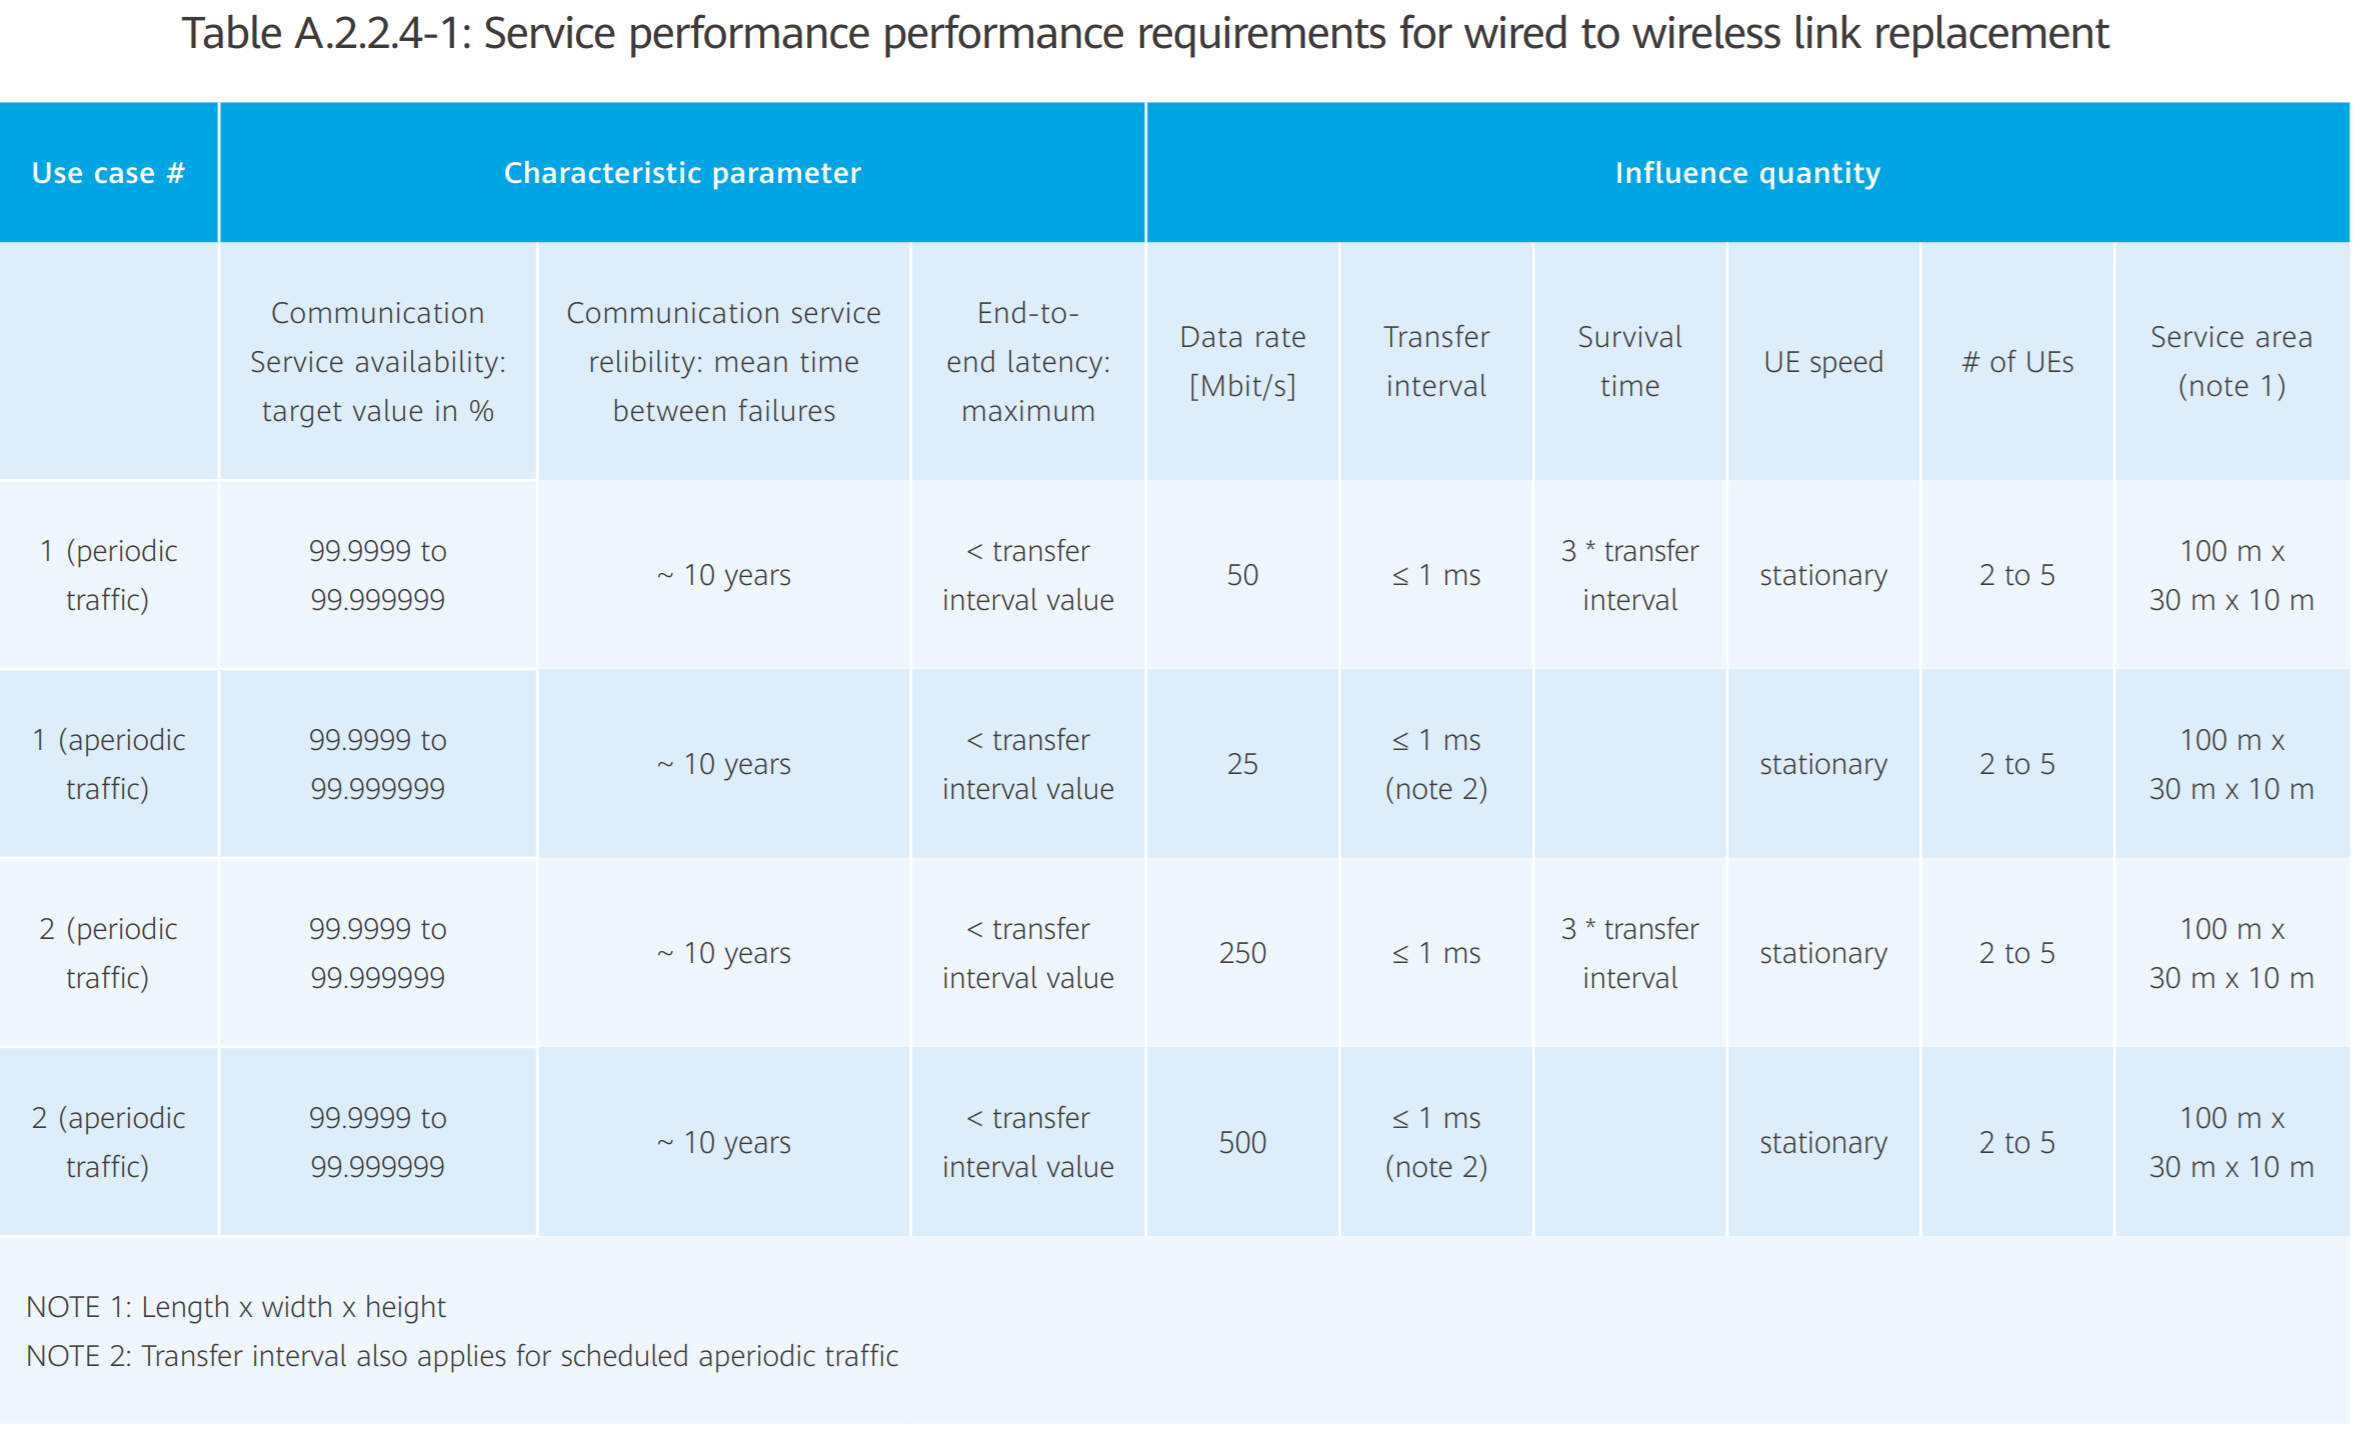 Table A.2.2.4-1: Service performance performance requirements for wired to wireless link replacement
Use case #
Characteristic parameter
Influence quantity
Communication
Service availability:
target value in %
Communication service
relibility: mean time
between failures
End-to-
end latency:
maximum
Data rate
[Mbit/s]
Transfer
interval
Survival
time
UE speed
# of UEs
Service area
(note 1)
1 (periodic
traffic)
99.9999 to
99.999999
~ 10 years
< transfer
interval value
50
≤ 1 ms
3 * transfer
interval
stationary
2 to 5
100 m x
30 m x 10 m
1 (aperiodic
traffic)
99.9999 to
99.999999
~ 10 years
< transfer
interval value
25
≤ 1 ms
(note 2)
stationary
2 to 5
100 m x
30 m x 10 m
2 (periodic
traffic)
99.9999 to
99.999999
~ 10 years
< transfer
interval value
250
≤ 1 ms
3 * transfer
interval
stationary
2 to 5
100 m x
30 m x 10 m
2 (aperiodic
traffic)
99.9999 to
99.999999
~ 10 years
< transfer
interval value
500
≤ 1 ms
(note 2)
stationary
2 to 5
100 m x
30 m x 10 m
NOTE 1: Length x width x height
NOTE 2: Transfer interval also applies for scheduled aperiodic traffic